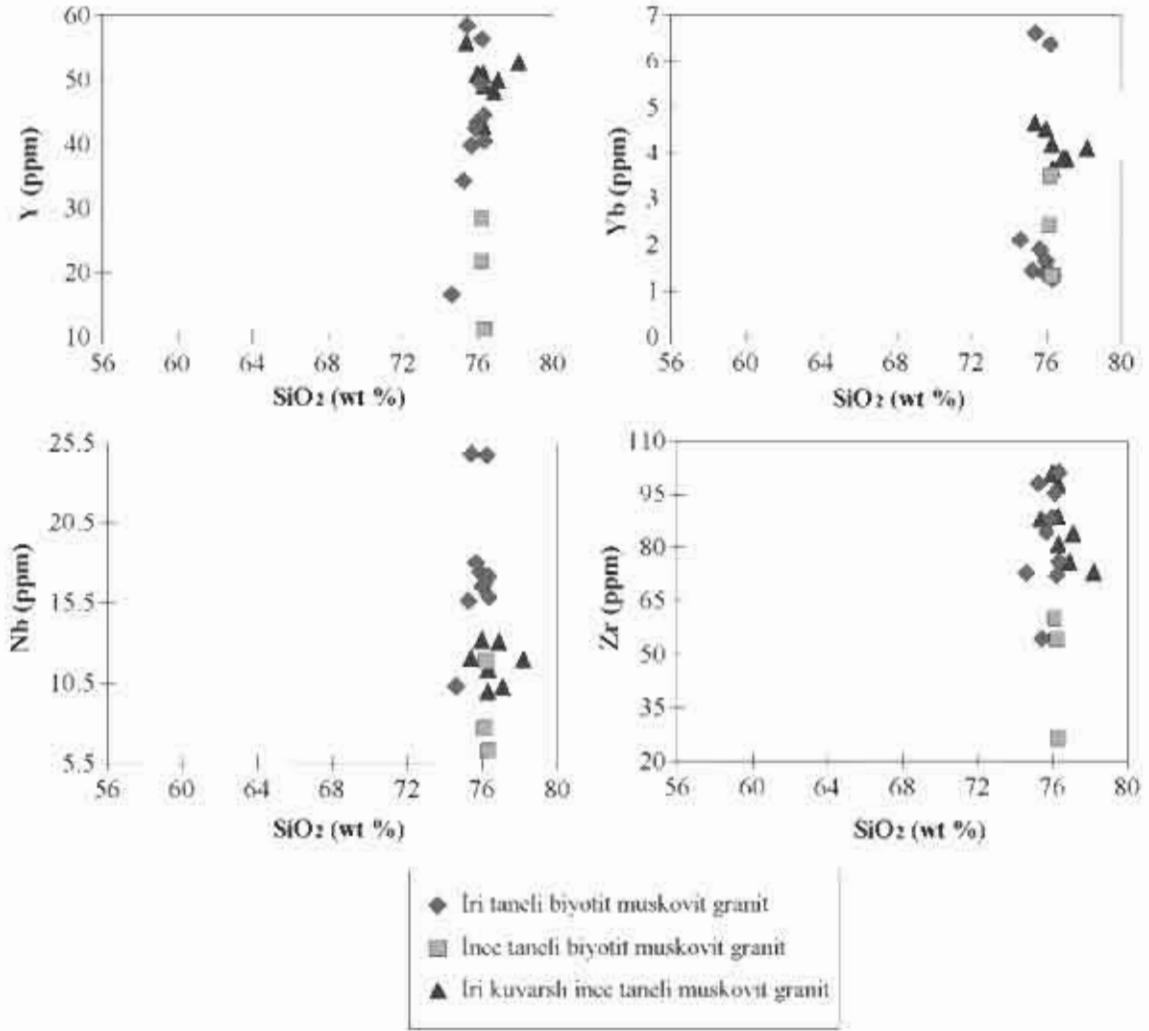 60
50
40
30
20
10
Y (ppm)
56 60 64 68 72 76 80
SiO₂ (wt %)
7
6
5
4
3
2
1
0
Yb (ppm)
56 60 64 68 72 76 80
SiO₂ (wt %)
25.5
20.5
15.5
10.5
5.5
Nb (ppm)
56 60 64 68 72 76 80
SiO₂ (wt %)
110
95
80
65
50
35
20
Zr (ppm)
56 60 64 68 72 76 80
SiO₂ (wt %)
İri taneli biyotit muskovit granit
İnce taneli biyotit muskovit granit
İri kuvarslı ince taneli muskovit granit